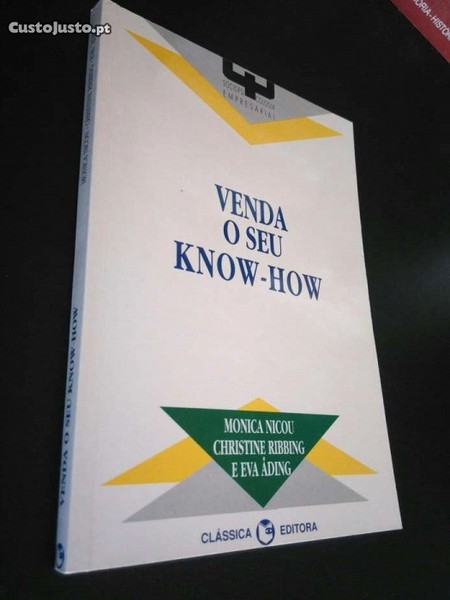 CustoJusto.pt
EMPRESARIAL
VENDA
O SEU
KNOW-HOW
MONICA NICOU
CHRISTINE RIBBING
E EVA ÅDING
CLÁSSICA EDITORA
VENDA O SEU KNOW-HOW